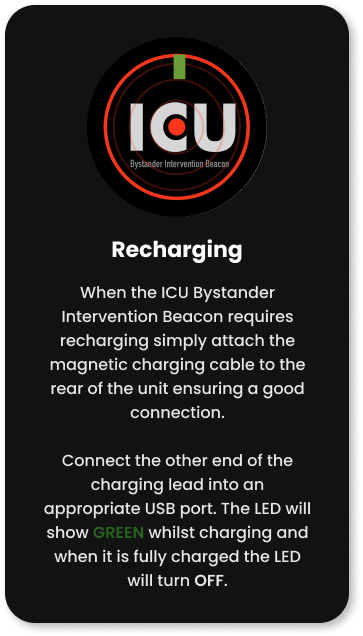 ICU
Bystander Intervention Beacon
Recharging
When the ICU Bystander
Intervention Beacon requires
recharging simply attach the
magnetic charging cable to the
rear of the unit ensuring a good
connection.
Connect the other end of the
charging lead into an
appropriate USB port. The LED will
show GREEN whilst charging and
when it is fully charged the LED
will turn OFF.